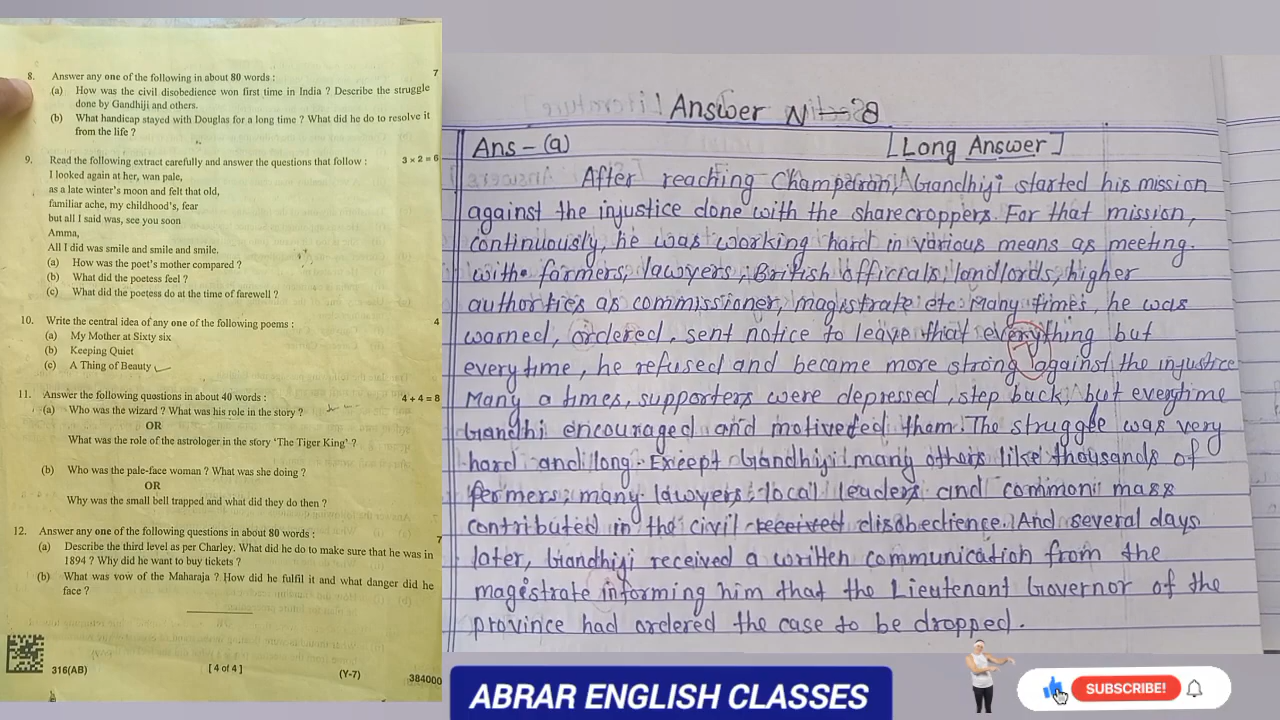 8. Answer any one of the following in about 80 words : 7
(a) How was the civil disobedience won first time in India ? Describe the struggle
done by Gandhiji and others.
(b) What handicap stayed with Douglas for a long time ? What did he do to resolve it
from the life ?
9. Read the following extract carefully and answer the questions that follow : 3 × 2 = 6
I looked again at her, wan pale,
as a late winter's moon and felt that old,
familiar ache, my childhood's, fear
but all I said was, see you soon
Amma,
All I did was smile and smile and smile.
(a) How was the poet's mother compared ?
(b) What did the poetess feel ?
(c) What did the poetess do at the time of farewell ?
10. Write the central idea of any one of the following poems : 4
(a) My Mother at Sixty six
(b) Keeping Quiet
(c) A Thing of Beauty
11. Answer the following questions in about 40 words : 4 + 4 = 8
(a) Who was the wizard ? What was his role in the story ?
OR
What was the role of the astrologer in the story 'The Tiger King' ?
(b) Who was the pale-face woman ? What was she doing ?
OR
Why was the small bell trapped and what did they do then ?
12. Answer any one of the following questions in about 80 words : 7
(a) Describe the third level as per Charley. What did he do to make sure that he was in
1894 ? Why did he want to buy tickets ?
(b) What was vow of the Maharaja ? How did he fulfil it and what danger did he
face ?
316(AB) [ 4 of 4 ] (Y-7) 384000
Answer N 8
Ans - (a) [Long Answer]
After reaching Champaran, Gandhiji started his mission
against the injustice done with the sharecroppers. For that mission,
continuously, he was working hard in various means as meeting.
with formers, lawyers, British officials, landlords, higher
authorties as commissioner, magistrate etc. Many times, he was
warned, ordered, sent notice to leave that everything but
every time, he refused and became more strong against the injustice
Many a times, supporters were depressed, step back, but everytime
Gandhi encouraged and motiveted tham. The struggle was very
hard and long. Except Gandhiji many others like thousands of
fermers, many lawyers, local leaders and common mass
contributed in the civil disobedience. And several days
later, Gandhiji received a written communication from the
magistrate informing him that the Lieutenant Governor of the
province had ordered the case to be dropped.
ABRAR ENGLISH CLASSES
SUBSCRIBE!